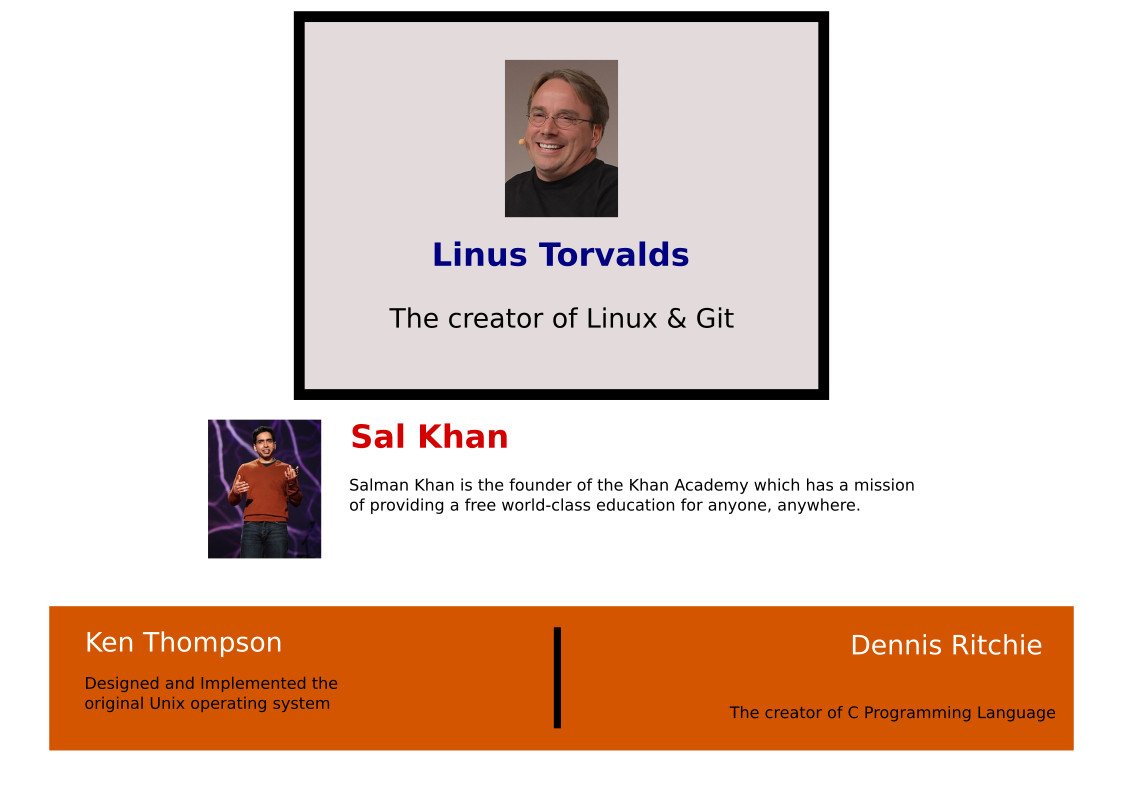 Linus Torvalds
The creator of Linux & Git
Sal Khan
Salman Khan is the founder of the Khan Academy which has a mission
of providing a free world-class education for anyone, anywhere.
Ken Thompson
Designed and Implemented the
original Unix operating system
Dennis Ritchie
The creator of C Programming Language